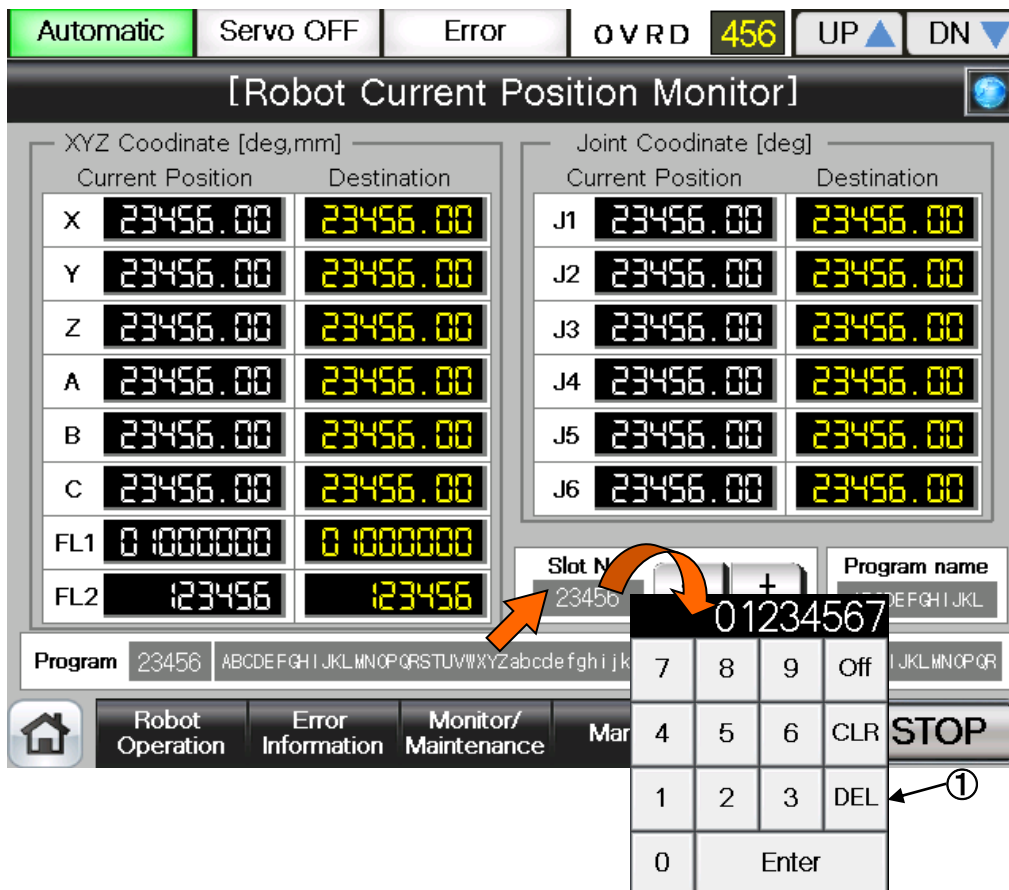 Automatic Servo OFF Error OVRD 456 UP DN
[Robot Current Position Monitor]
XYZ Coodinate [deg,mm] Joint Coodinate [deg]
Current Position Destination Current Position Destination
X 23456.00 23456.00 J1 23456.00 23456.00
Y 23456.00 23456.00 J2 23456.00 23456.00
Z 23456.00 23456.00 J3 23456.00 23456.00
A 23456.00 23456.00 J4 23456.00 23456.00
B 23456.00 23456.00 J5 23456.00 23456.00
C 23456.00 23456.00 J6 23456.00 23456.00
FL1 01000000 01000000
Slot + Program name
FL2 123456 123456 23456 DEFGHIJKL
01234567
Program 23456 ABCDEFGHIJKLMNOPQRSTUVWXYZabcdefghijk 7 8 9 Off IJKLMNOPQR
Robot Operation Error Information Monitor/ Maintenance 4 5 6 CLR STOP
1 2 3 DEL ①
0 Enter